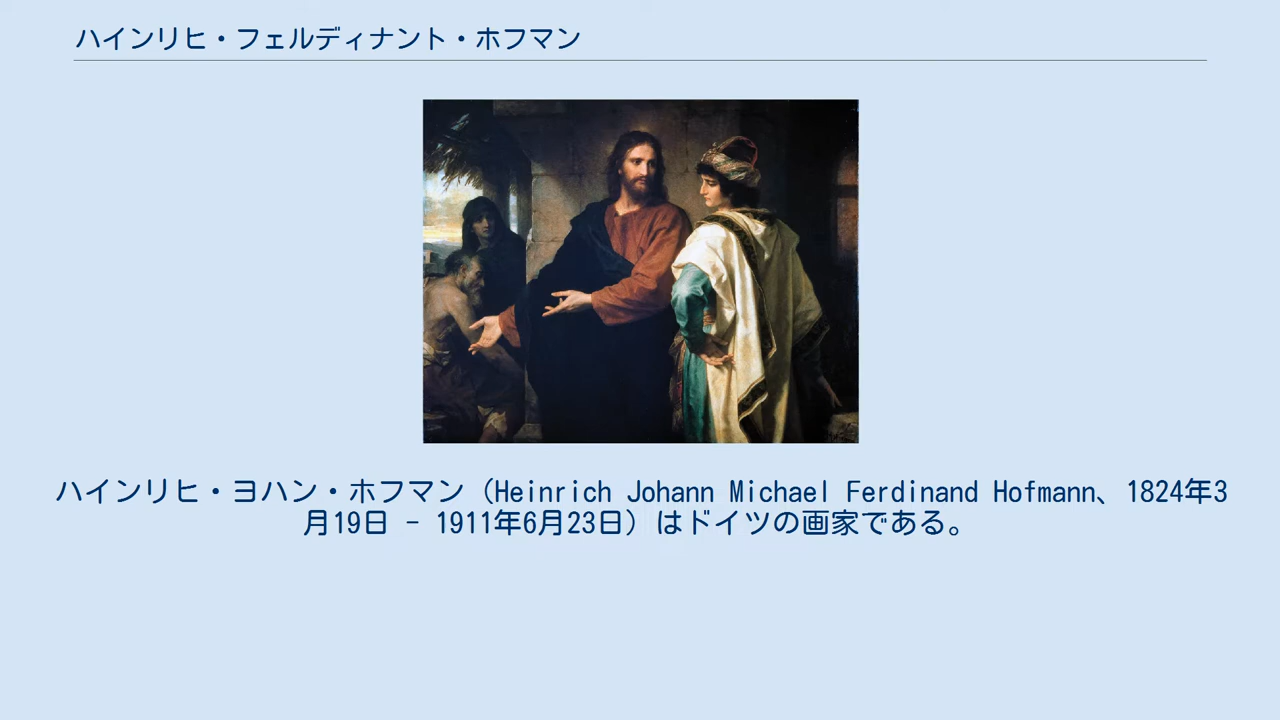 ハインリヒ・フェルディナント・ホフマン
ハインリヒ・ヨハン・ホフマン（Heinrich Johann Michael Ferdinand Hofmann、1824年3
月19日 - 1911年6月23日）はドイツの画家である。